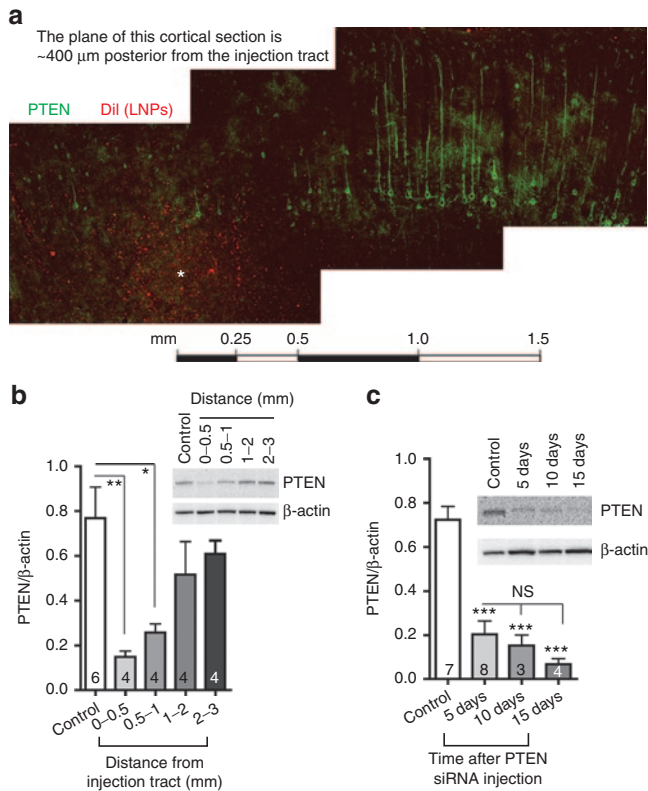 a
The plane of this cortical section is
~400 μm posterior from the injection tract
PTEN DiI (LNPs)
*
mm 0.25 0.5 1.0 1.5
b
Distance (mm)
Control 0–0.5 0.5–1 1–2 2–3
PTEN
β-actin
PTEN/β-actin
1.0
0.8
0.6
0.4
0.2
0.0
** *
6 4 4 4 4
Control 0–0.5 0.5–1 1–2 2–3
Distance from
injection tract (mm)
c
Control 5 days 10 days 15 days
PTEN
β-actin
PTEN/β-actin
1.0
0.8
0.6
0.4
0.2
0.0
NS
*** *** ***
7 8 3 4
Control 5 days 10 days 15 days
Time after PTEN
siRNA injection